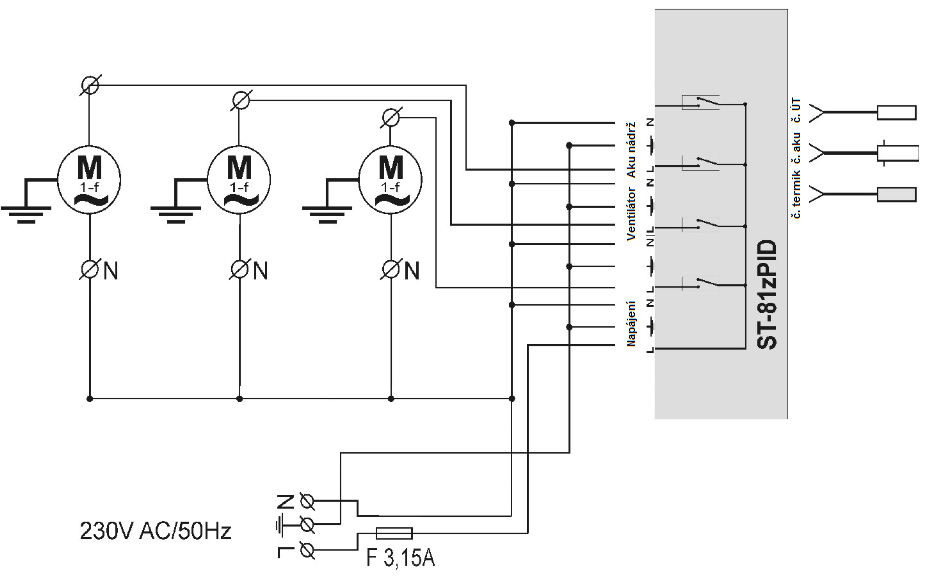 M
1-f
N
M
1-f
N
M
1-f
N
N
Aku nádrž
L
N
Ventilátor
L
N
L
N
Napájení
L
ST-81zPID
č. ÚT
č. aku
č. termik
230V AC/50Hz
N
L
F 3,15A